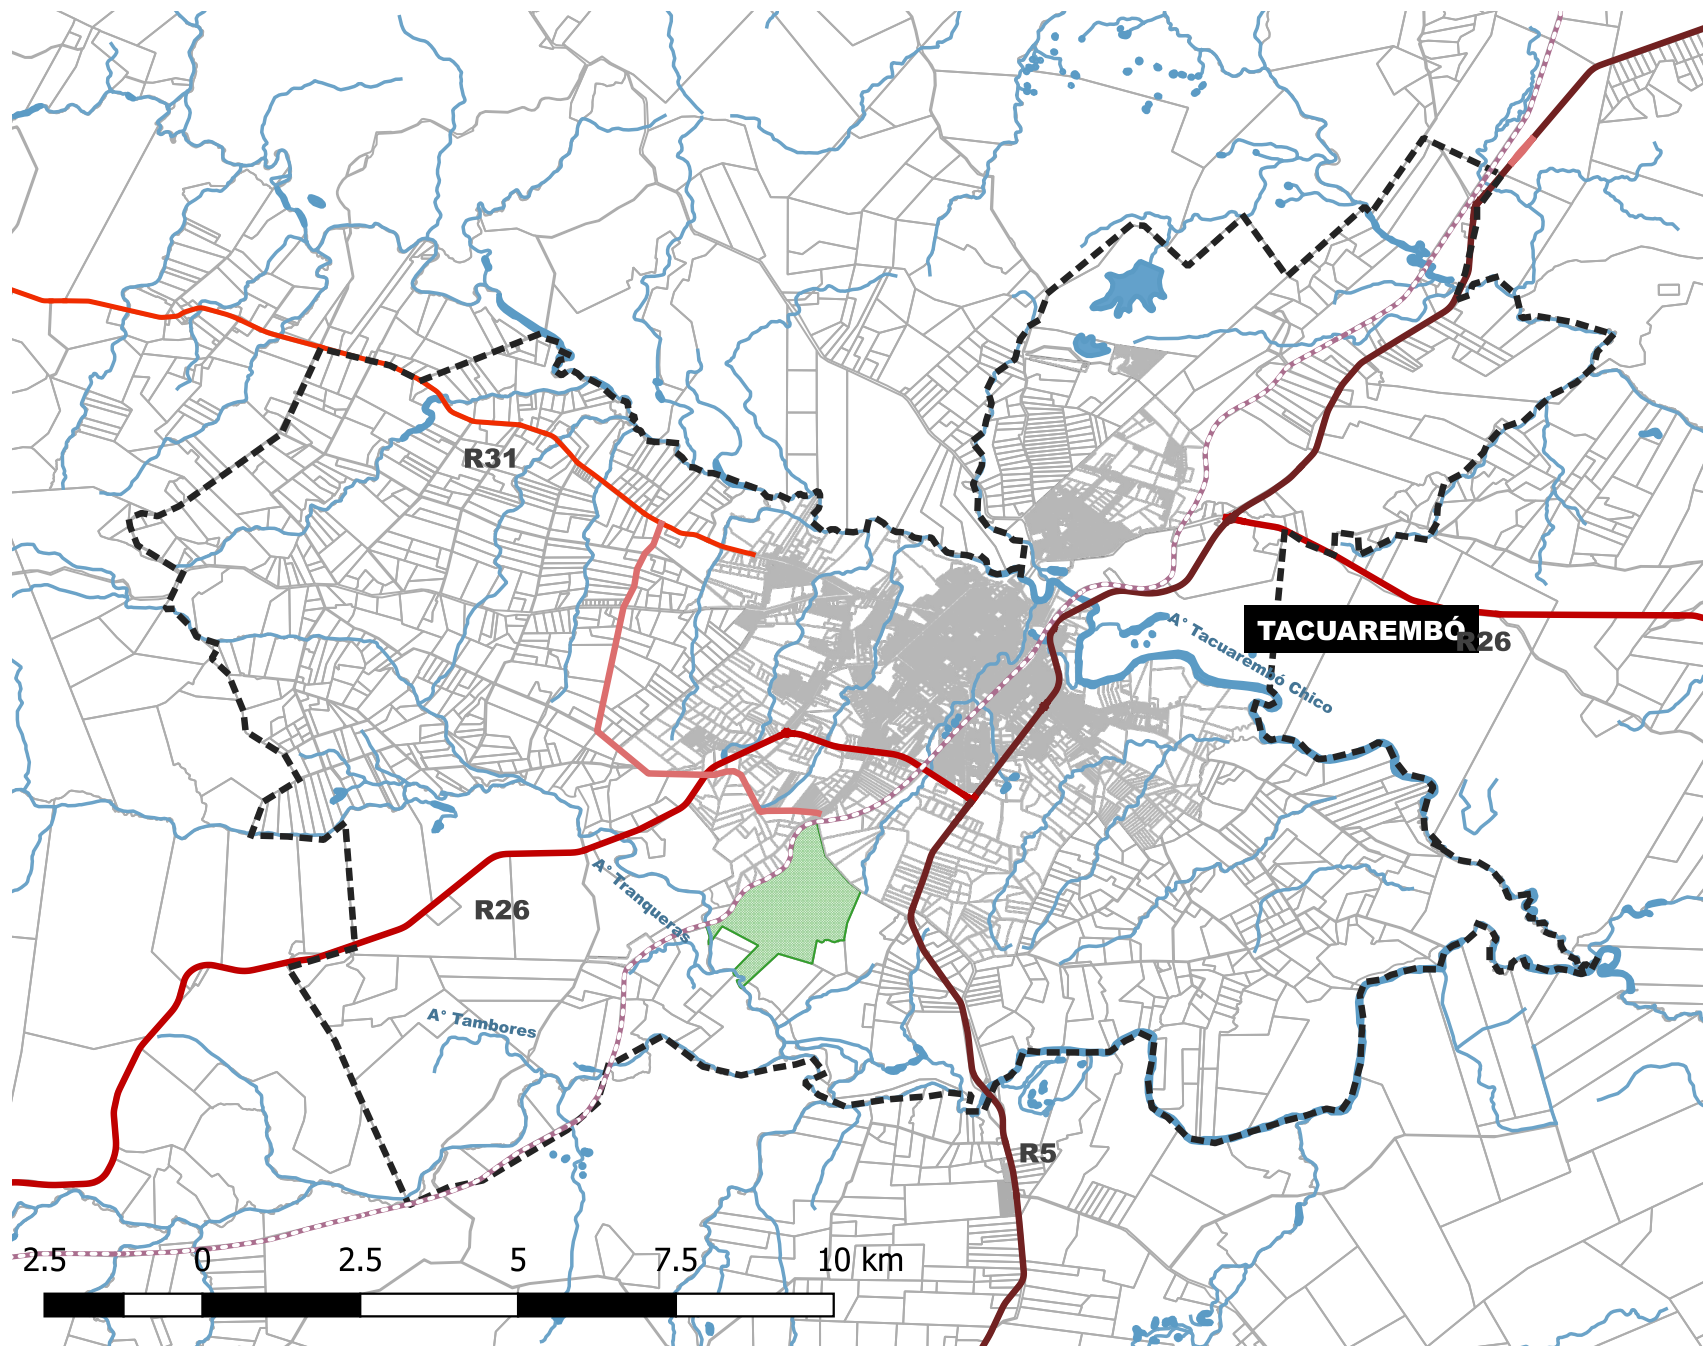 R31
TACUAREMBÓ
R26
A° Tacuarembó Chico
A° Tranqueras
R26
A° Tambores
R5
2.5 0 2.5 5 7.5 10 km